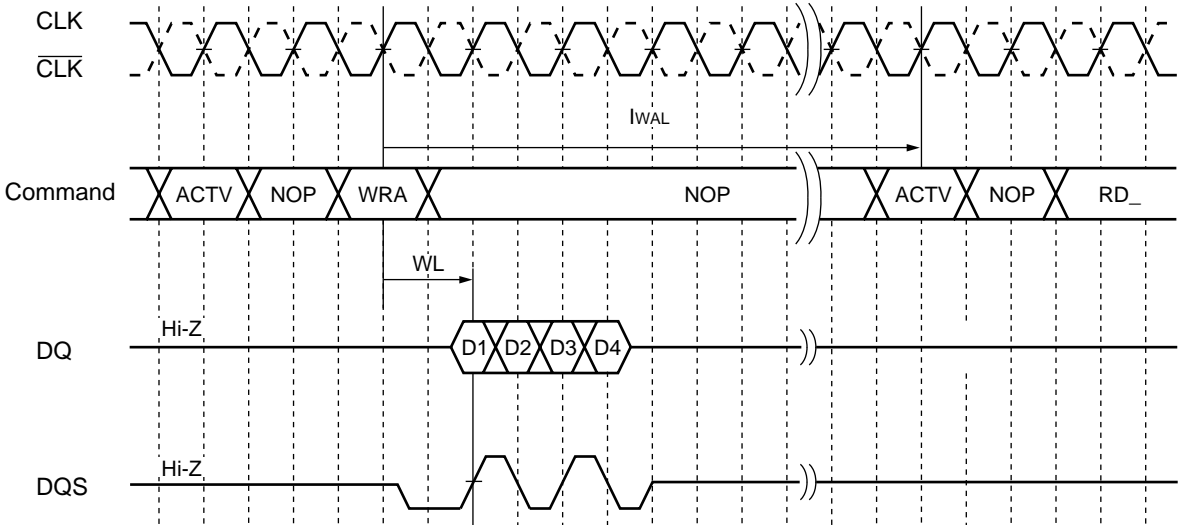 CLK
CLK
IWAL
Command ACTV NOP WRA NOP ACTV NOP RD_
WL
Hi-Z
DQ D1 D2 D3 D4
Hi-Z
DQS